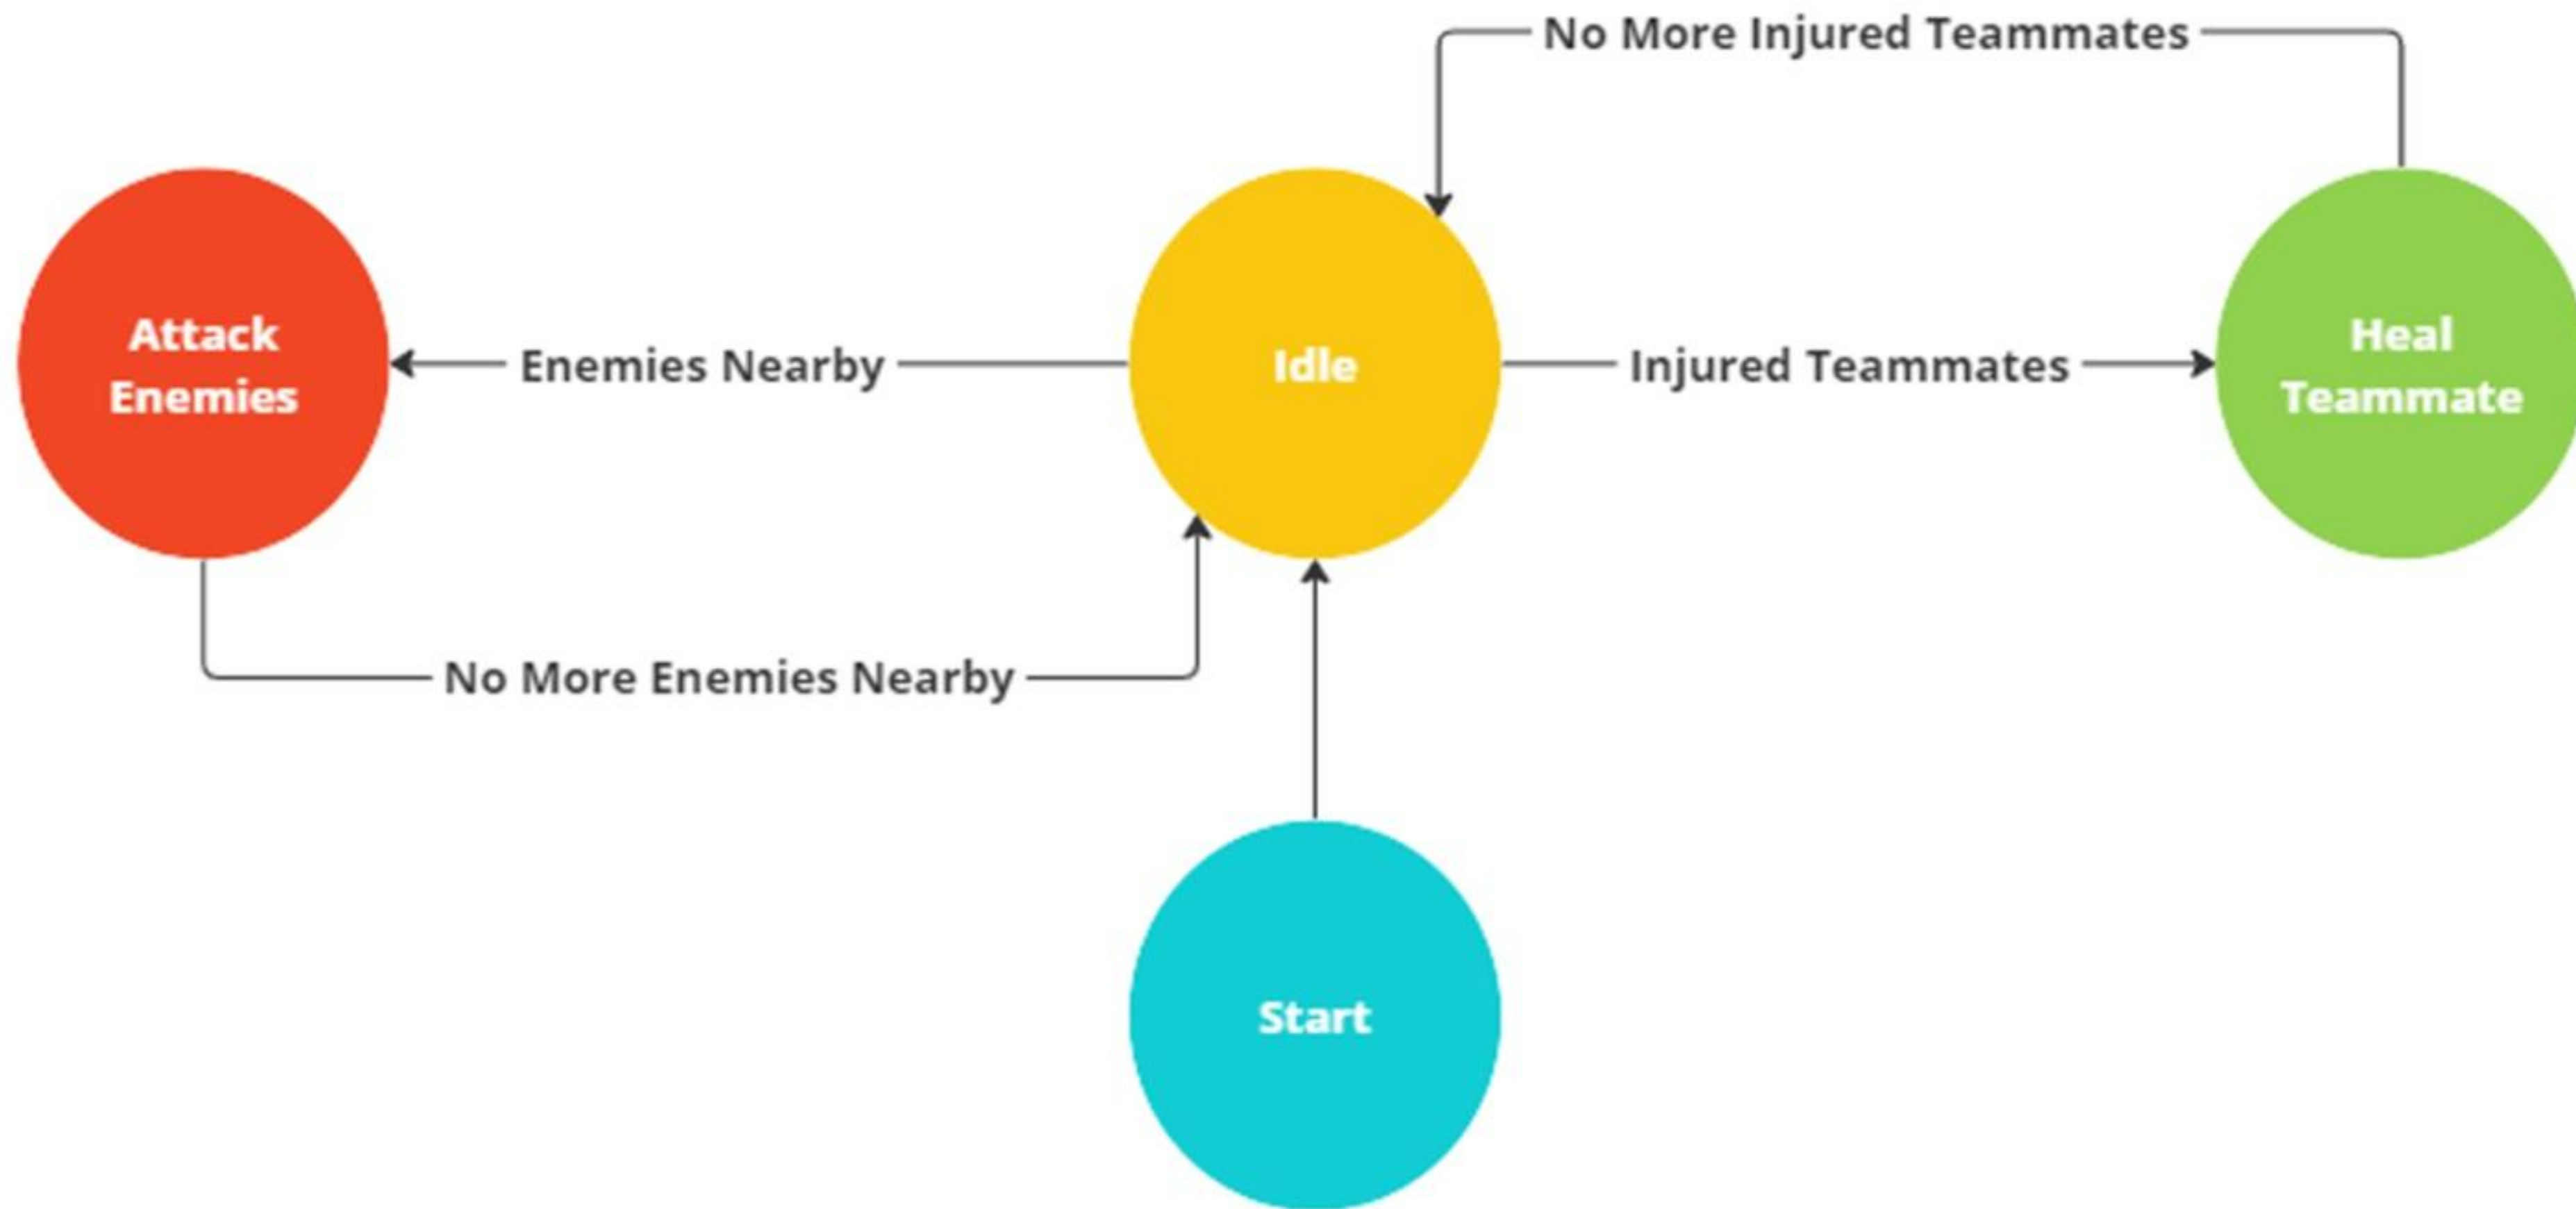 No More Injured Teammates
Attack
Enemies
Enemies Nearby
Idle
Injured Teammates
Heal
Teammate
No More Enemies Nearby
Start